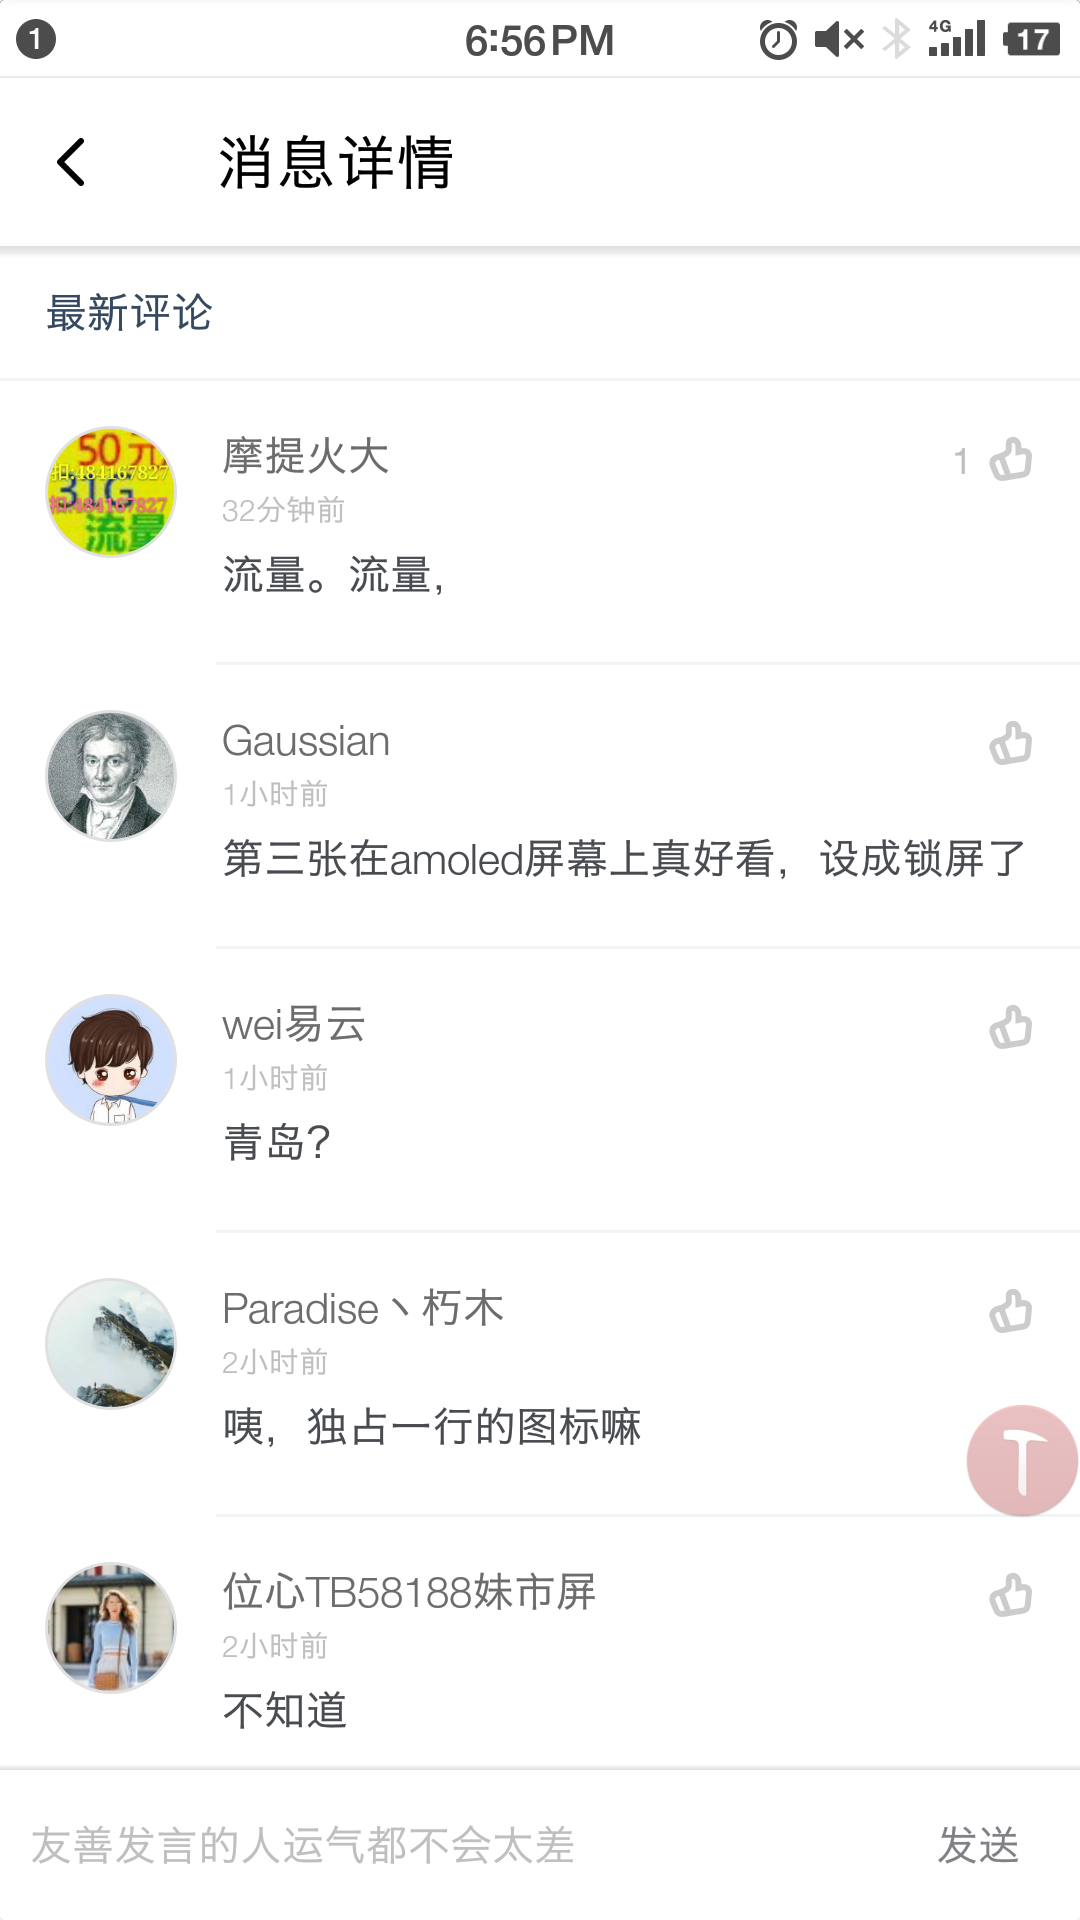 1
6:56PM
4G
17
消息详情
最新评论
50元
扣:484167827
31G
扣:484167827
流量
摩提火大
1
32分钟前
流量。流量，
Gaussian
1小时前
第三张在amoled屏幕上真好看，设成锁屏了
wei易云
1小时前
青岛？
Paradise丶朽木
2小时前
咦，独占一行的图标嘛
位心TB58188妹市屏
2小时前
不知道
友善发言的人运气都不会太差
发送